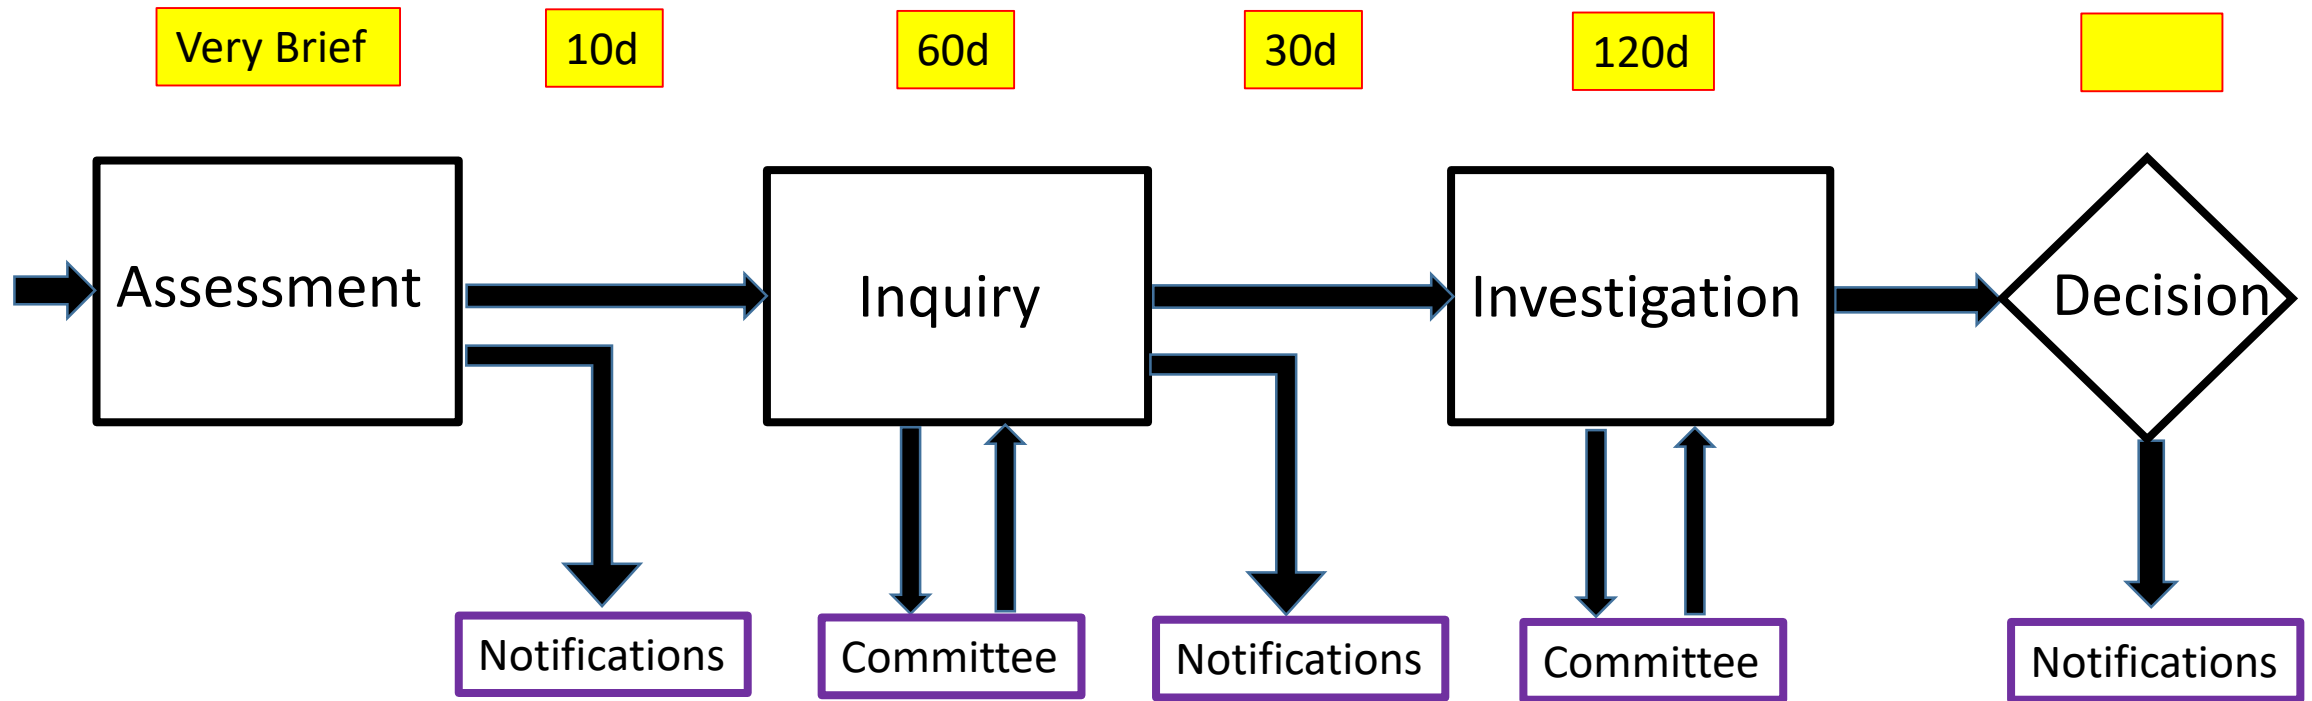 Very Brief
10d
60d
30d
120d
Assessment
Inquiry
Investigation
Decision
Notifications
Committee
Notifications
Committee
Notifications